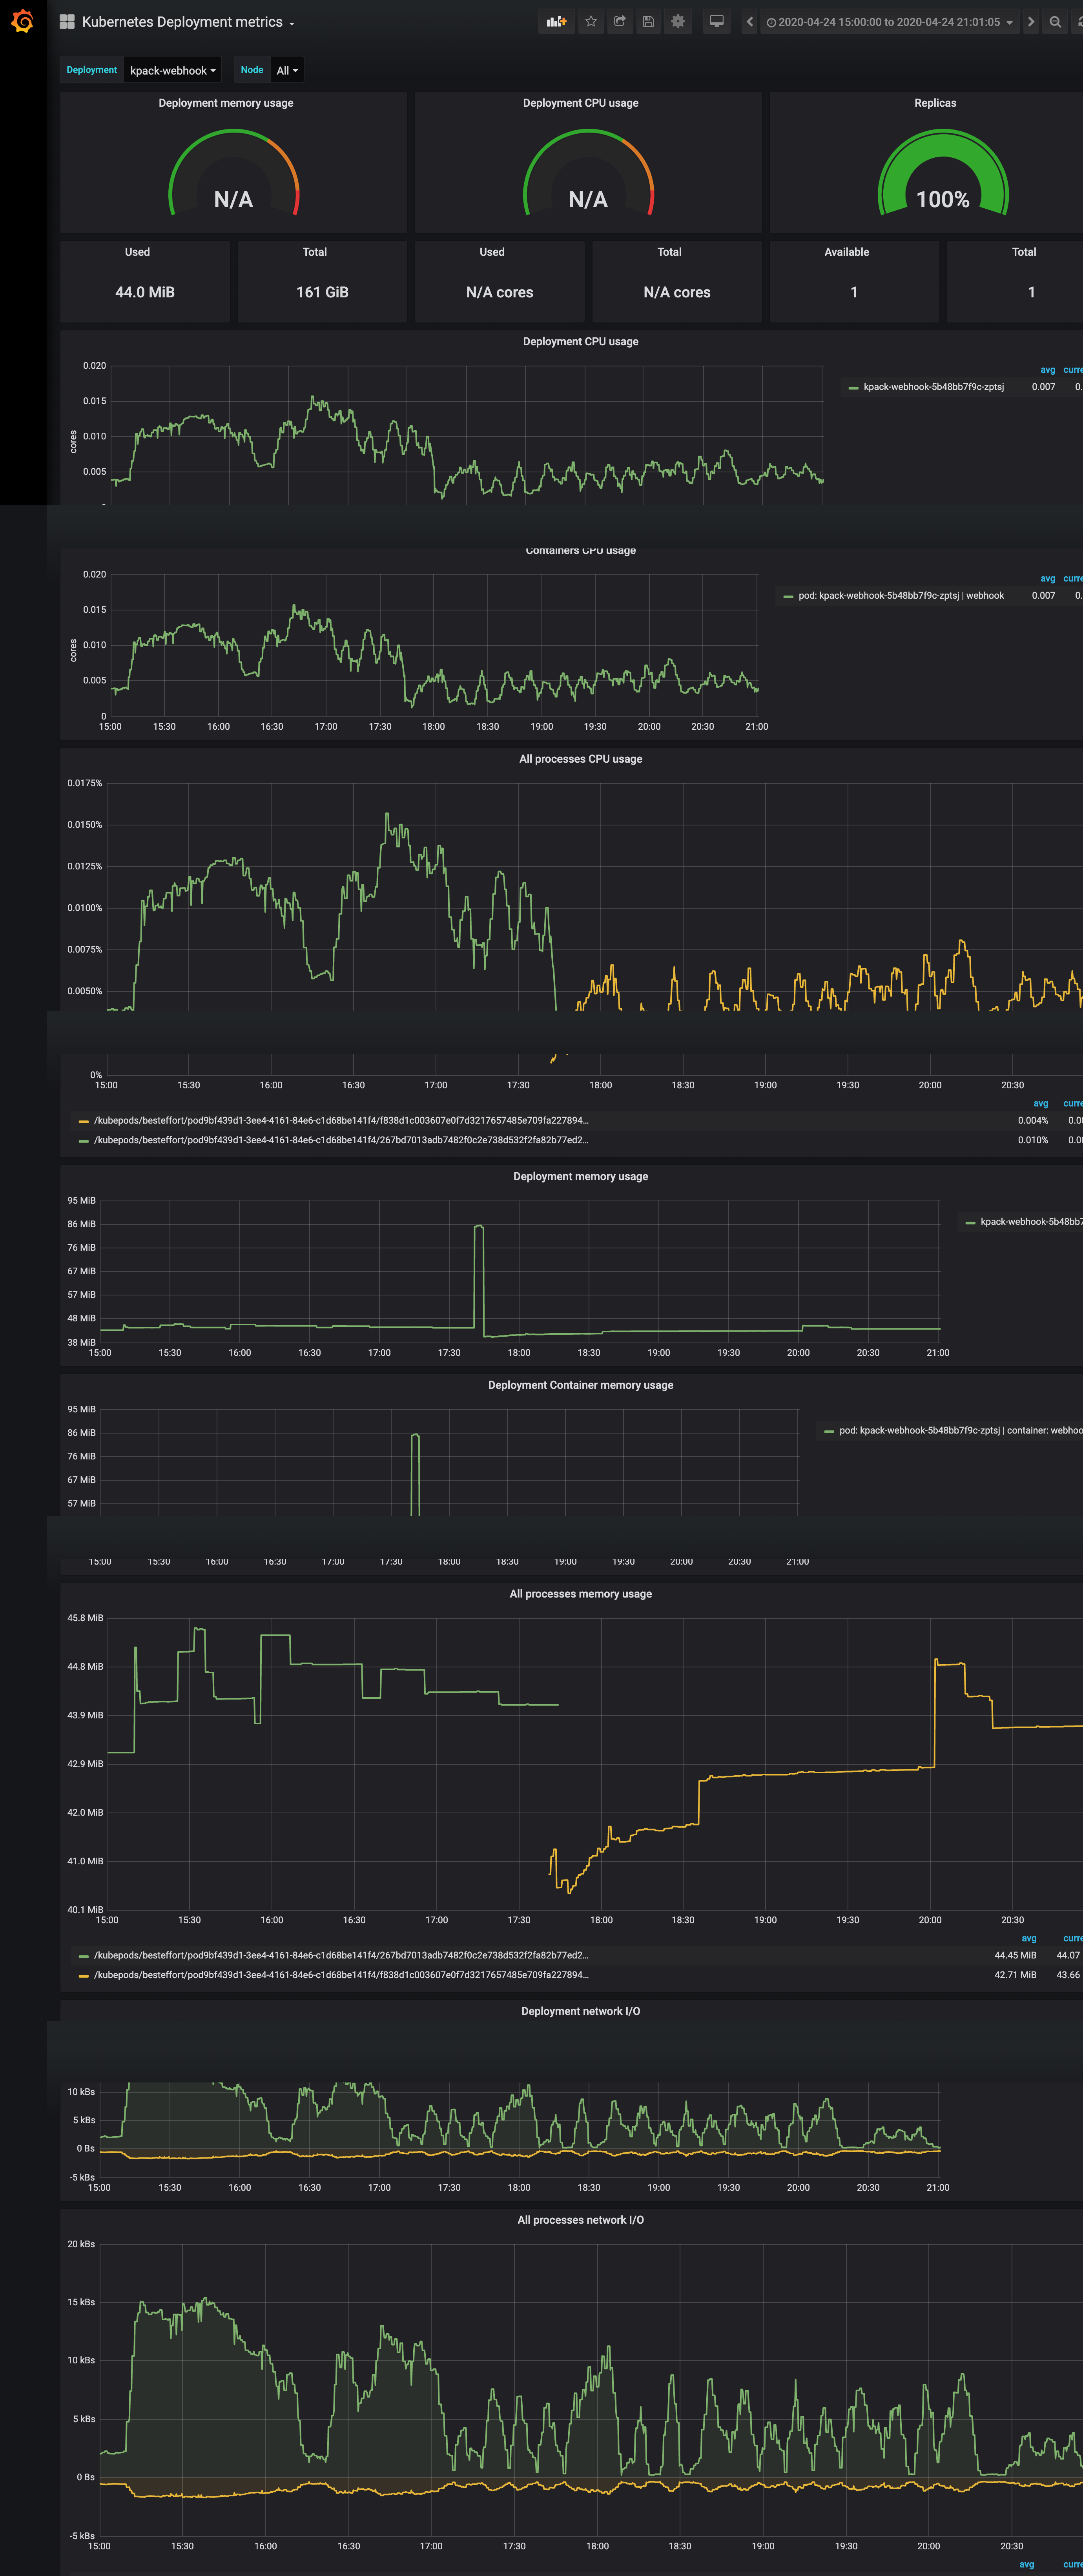 Kubernetes Deployment metrics
2020-04-24 15:00:00 to 2020-04-24 21:01:05
Deployment kpack-webhook Node All
Deployment memory usage Deployment CPU usage Replicas
N/A N/A 100%
Used Total Used Total Available Total
44.0 MiB 161 GiB N/A cores N/A cores 1 1
Deployment CPU usage
avg curre
kpack-webhook-5b48bb7f9c-zptsj 0.007 0.
0.020
0.015
0.010
0.005
cores
Containers CPU usage
avg curre
pod: kpack-webhook-5b48bb7f9c-zptsj | webhook 0.007 0.
0.020
0.015
0.010
0.005
0
cores
15:00 15:30 16:00 16:30 17:00 17:30 18:00 18:30 19:00 19:30 20:00 20:30 21:00
All processes CPU usage
0.0175%
0.0150%
0.0125%
0.0100%
0.0075%
0.0050%
0%
15:00 15:30 16:00 16:30 17:00 17:30 18:00 18:30 19:00 19:30 20:00 20:30
avg curre
/kubepods/besteffort/pod9bf439d1-3ee4-4161-84e6-c1d68be141f4/f838d1c003607e0f7d3217657485e709fa227894... 0.004% 0.00
/kubepods/besteffort/pod9bf439d1-3ee4-4161-84e6-c1d68be141f4/267bd7013adb7482f0c2e738d532f2fa82b77ed2... 0.010% 0.00
Deployment memory usage
95 MiB
86 MiB
76 MiB
67 MiB
57 MiB
48 MiB
38 MiB
kpack-webhook-5b48bb7
15:00 15:30 16:00 16:30 17:00 17:30 18:00 18:30 19:00 19:30 20:00 20:30 21:00
Deployment Container memory usage
95 MiB
86 MiB
76 MiB
67 MiB
57 MiB
pod: kpack-webhook-5b48bb7f9c-zptsj | container: webhoo
15:00 15:30 16:00 16:30 17:00 17:30 18:00 18:30 19:00 19:30 20:00 20:30 21:00
All processes memory usage
45.8 MiB
44.8 MiB
43.9 MiB
42.9 MiB
42.0 MiB
41.0 MiB
40.1 MiB
15:00 15:30 16:00 16:30 17:00 17:30 18:00 18:30 19:00 19:30 20:00 20:30
avg curre
/kubepods/besteffort/pod9bf439d1-3ee4-4161-84e6-c1d68be141f4/267bd7013adb7482f0c2e738d532f2fa82b77ed2... 44.45 MiB 44.07
/kubepods/besteffort/pod9bf439d1-3ee4-4161-84e6-c1d68be141f4/f838d1c003607e0f7d3217657485e709fa227894... 42.71 MiB 43.66
Deployment network I/O
10 kBs
5 kBs
0 Bs
-5 kBs
15:00 15:30 16:00 16:30 17:00 17:30 18:00 18:30 19:00 19:30 20:00 20:30 21:00
All processes network I/O
20 kBs
15 kBs
10 kBs
5 kBs
0 Bs
-5 kBs
15:00 15:30 16:00 16:30 17:00 17:30 18:00 18:30 19:00 19:30 20:00 20:30
avg curre